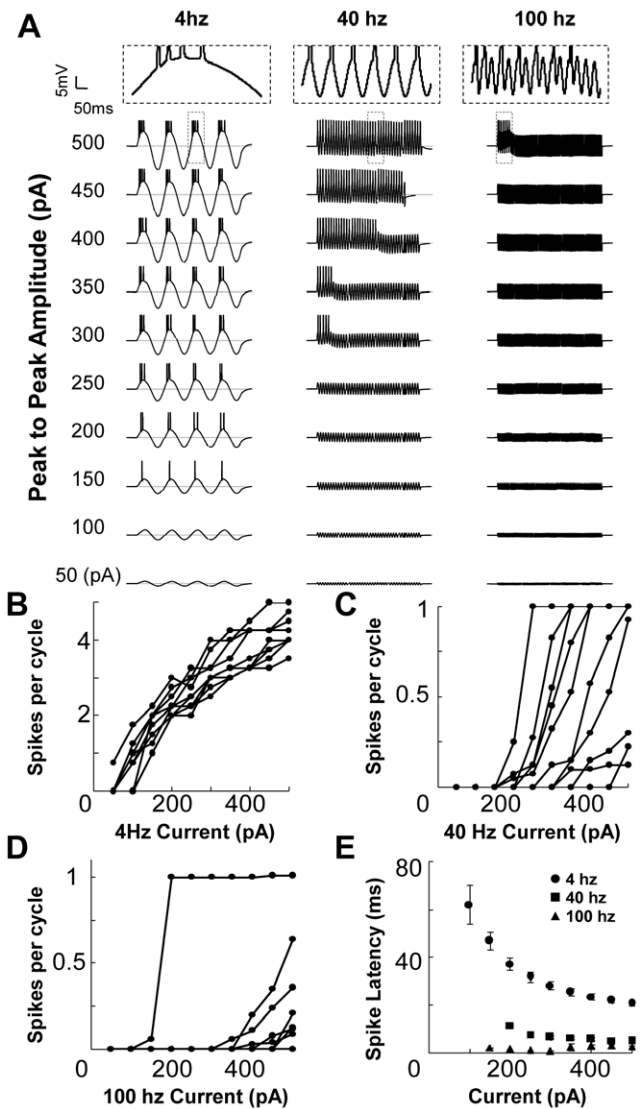 A
4hz 40 hz 100 hz
5mV
50ms
Peak to Peak Amplitude (pA)
500
450
400
350
300
250
200
150
100
50 (pA)
B
Spikes per cycle
4
2
0
0 200 400
4Hz Current (pA)
C
Spikes per cycle
1
0.5
0
0 200 400
40 Hz Current (pA)
D
Spikes per cycle
1
0.5
0
0 200 400
100 hz Current (pA)
E
Spike Latency (ms)
80
40
0
0 200 400
Current (pA)
4 hz
40 hz
100 hz